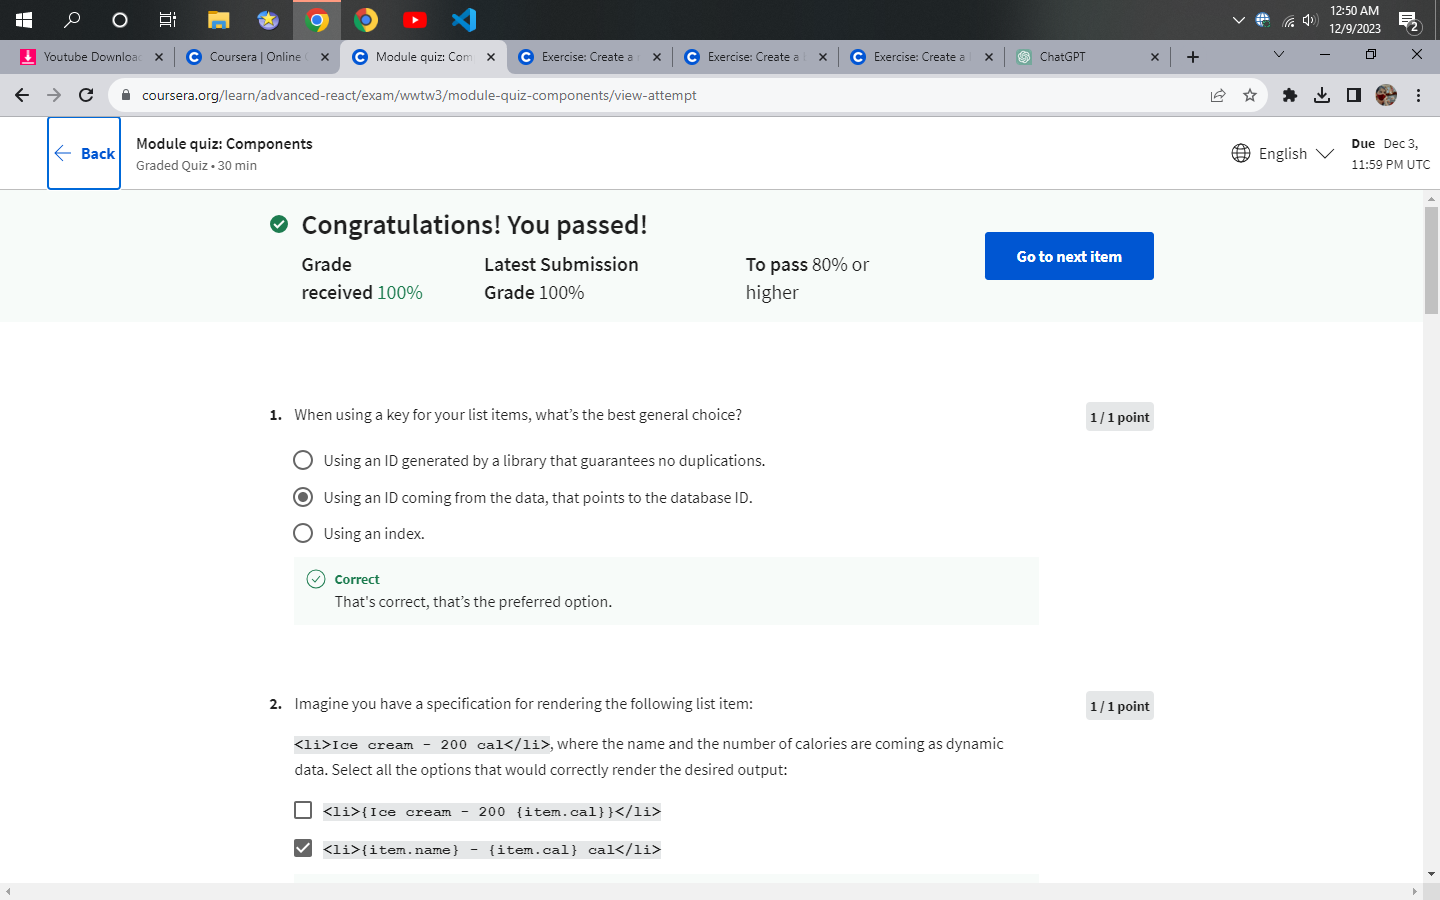 12:50 AM
12/9/2023
2
Youtube Downloa
Coursera | Online
Module quiz: Com
Exercise: Create a
Exercise: Create a
Exercise: Create a
ChatGPT
coursera.org/learn/advanced-react/exam/wwtw3/module-quiz-components/view-attempt
Back
Module quiz: Components
Graded Quiz • 30 min
English
Due Dec 3,
11:59 PM UTC
Congratulations! You passed!
Grade
received 100%
Latest Submission
Grade 100%
To pass 80% or
higher
Go to next item
1. When using a key for your list items, what’s the best general choice?
1 / 1 point
Using an ID generated by a library that guarantees no duplications.
Using an ID coming from the data, that points to the database ID.
Using an index.
Correct
That's correct, that’s the preferred option.
2. Imagine you have a specification for rendering the following list item:
1 / 1 point
<li>Ice cream - 200 cal</li>, where the name and the number of calories are coming as dynamic
data. Select all the options that would correctly render the desired output:
<li>{Ice cream - 200 {item.cal}}</li>
<li>{item.name} - {item.cal} cal</li>